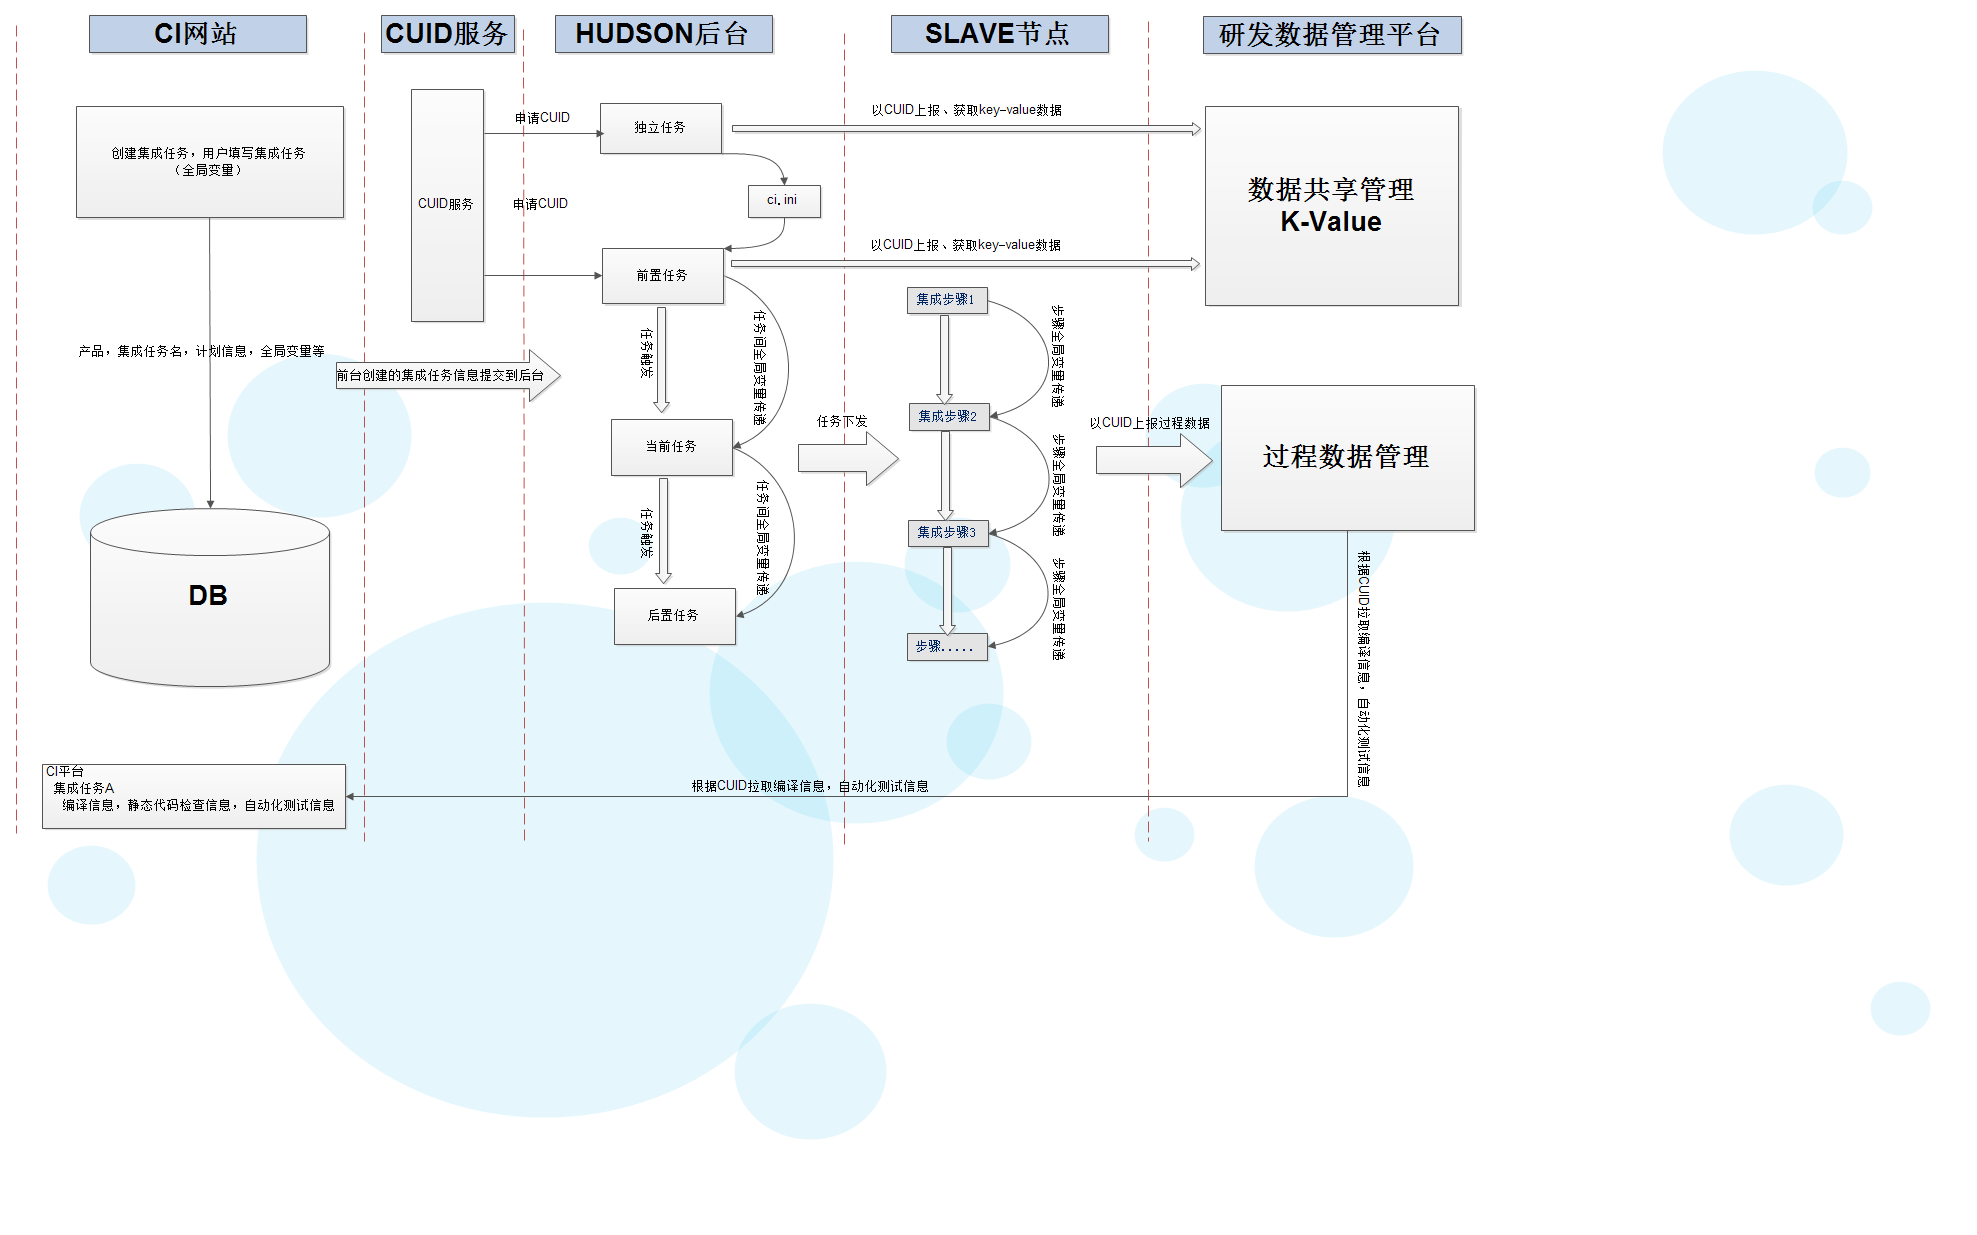 CI网站
CUID服务
HUDSON后台
SLAVE节点
研发数据管理平台
创建集成任务，用户填写集成任务
（全局变量）
产品，集成任务名，计划信息，全局变量等
DB
CI平台
集成任务A
编译信息，静态代码检查信息，自动化测试信息
CUID服务
申请CUID
申请CUID
前台创建的集成任务信息提交到后台
独立任务
ci.ini
前置任务
任务触发
任务间全局变量传递
当前任务
任务触发
任务间全局变量传递
后置任务
以CUID上报、获取key-value数据
以CUID上报、获取key-value数据
任务下发
集成步骤1
步骤全局变量传递
集成步骤2
步骤全局变量传递
集成步骤3
步骤全局变量传递
步骤.....
数据共享管理
K-Value
以CUID上报过程数据
过程数据管理
根据CUID拉取编译信息，自动化测试信息
根据CUID拉取编译信息，自动化测试信息